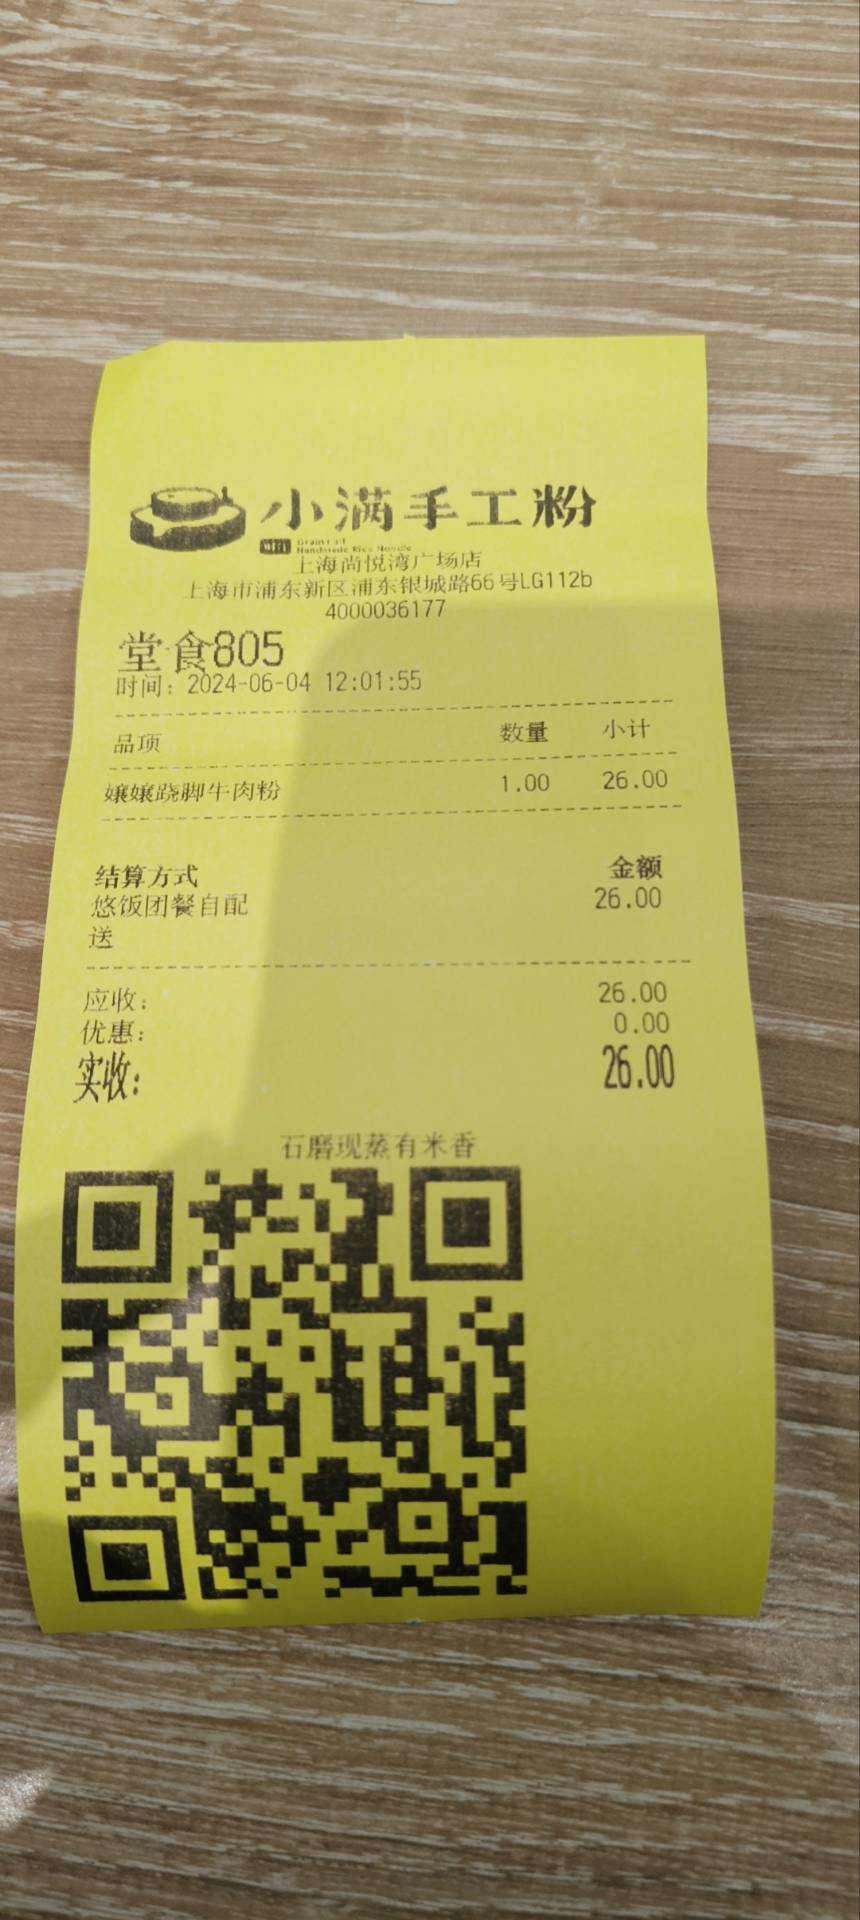 小满手工粉
Grain Full
Handmade Rice Noodle
上海尚悦湾广场店
上海市浦东新区浦东银城路66号LG112b
4000036177
堂食805
时间：2024-06-04 12:01:55
品项 数量 小计
嬢嬢跷脚牛肉粉 1.00 26.00
结算方式 金额
悠饭团餐自配 26.00
送
应收： 26.00
优惠： 0.00
实收： 26.00
石磨现蒸有米香